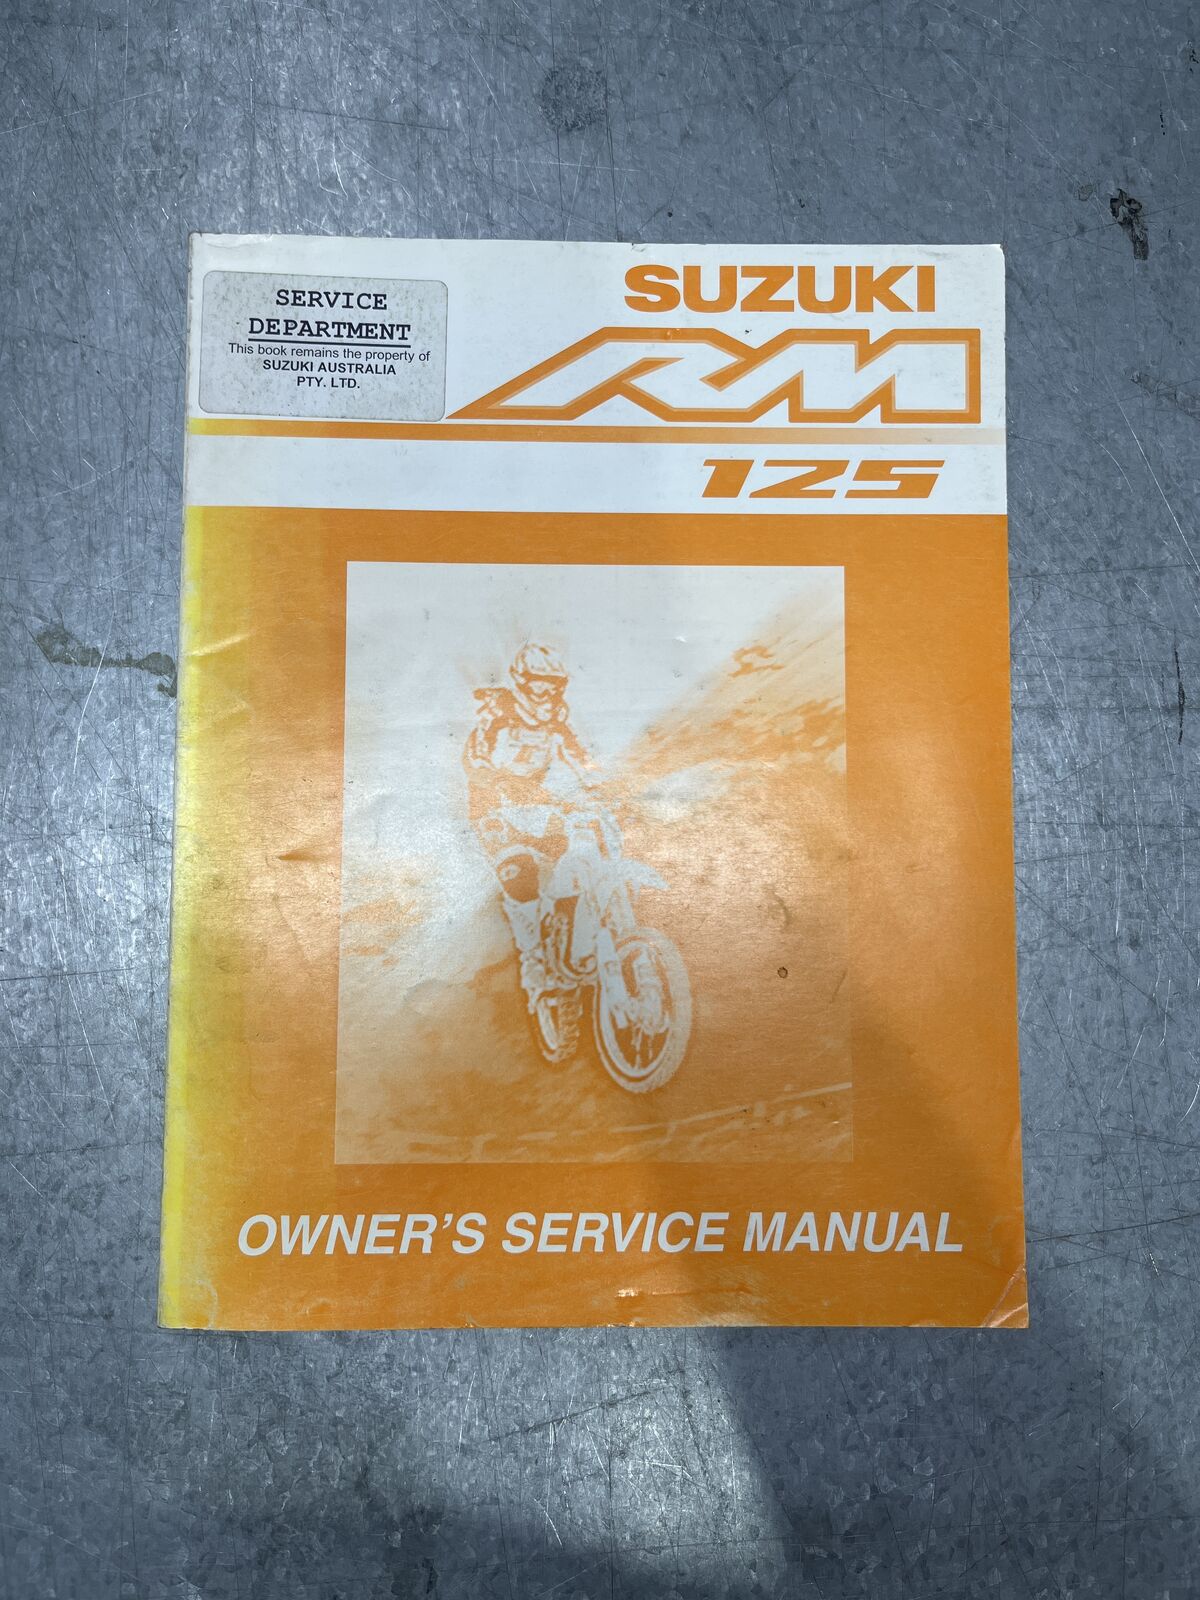 SERVICE
DEPARTMENT
This book remains the property of
SUZUKI AUSTRALIA
PTY. LTD.
SUZUKI
RM
125
OWNER'S SERVICE MANUAL